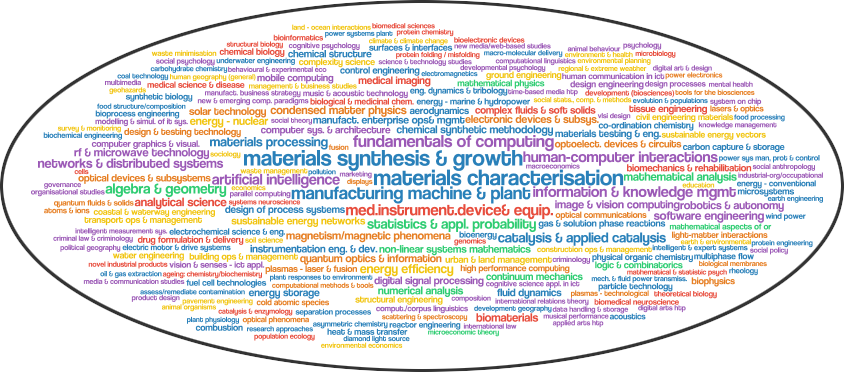 land - ocean interactions biomedical sciences
power systems plant protein chemistry
bioinformatics climate & climate change bioelectronic devices
structural biology cognitive psychology surfaces & interfaces new media/web-based studies animal behaviour psychology
waste minimisation chemical biology chemical structure protein folding / misfolding macro-molecular delivery environment & health microbiology
social psychology underwater engineering complexity science science & technology studies computational linguistics environmental planning
carbohydrate chemistry behavioural & experimental eco control engineering developmental psychology regional & extreme weather digital art & design
coal technology human geography (general) mobile computing electromagnetics ground engineering human communication in ict power electronics
multimedia medical science & disease management & business studies medical imaging mathematical physics design engineering design processes mental health
geohazards manufact. business strategy music & acoustic technology eng. dynamics & tribology time-based media htp development (biosciences) tools for the biosciences
synthetic biology new & emerging comp. paradigms biological & medicinal chem. energy - marine & hydropower social stats., comp. & methods evolution & populations system on chip
food structure/composition solar technology condensed matter physics aerodynamics complex fluids & soft solids tissue engineering lasers & optics
bioprocess engineering modelling & simul. of it sys. energy - nuclear social theory manufact. enterprise ops& mgmt electronic devices & subsys. vlsi design civil engineering materials food processing
survey & monitoring design & testing technology computer sys. & architecture chemical synthetic methodology co-ordination chemistry knowledge management
biochemical engineering materials testing & eng. sustainable energy vectors
computer graphics & visual. materials processing fusion fundamentals of computing optoelect. devices & circuits carbon capture & storage
rf & microwave technology sociology materials synthesis & growth human-computer interactions power sys man, prot & control
networks & distributed systems macroeconomics biomechanics & rehabilitation social anthropology
cells waste management pollution marketing materials characterisation mathematical analysis industrial-org/occupational
optical devices & subsystems artificial intelligence displays education energy - conventional
governance algebra & geometry economics manufacturing machine & plant information & knowledge mgmt microsystems
organisational studies parallel computing earth engineering
quantum fluids & solids analytical science systems neuroscience image & vision computing robotics & autonomy
atoms & ions coastal & waterway engineering design of process systems med.instrument.device& equip. optical communications software engineering wind power
transport ops & management sustainable energy networks statistics & appl. probability gas & solution phase reactions mathematical aspects of or
intelligent measurement sys. electrochemical science & eng. magnetism/magnetic phenomena bioenergy catalysis & applied catalysis light-matter interactions
criminal law & criminology drug formulation & delivery soil science genomics earth & environmental protein engineering
political geography electric motor & drive systems instrumentation eng. & dev. non-linear systems mathematics construction ops & management intelligent & expert systems social policy
water engineering building ops & management quantum optics & information urban & land management criminology physical organic chemistry multiphase flow
novel industrial products vision & senses - ict appl. logic & combinatorics biological membranes
oil & gas extraction ageing: chemistry/biochemistry plasmas - laser & fusion energy efficiency high performance computing mathematical & statistic psych rheology
media & communication studies fuel cell technologies plant responses to environment digital signal processing continuum mechanics mech. & fluid power transmiss. biophysics
assess/remediate contamination energy storage computational methods & tools cognitive science appl. in ict particle technology
product design numerical analysis fluid dynamics plasmas - technological theoretical biology
pavement engineering cold atomic species structural engineering composition international relations theory biomedical neuroscience
animal organisms catalysis & enzymology separation processes comput./corpus linguistics development geography data handling & storage digital arts htp
plant physiology optical phenomena scattering & spectroscopy biomaterials musical performance acoustics
combustion research approaches asymmetric chemistry reactor engineering international law applied arts htp
population ecology heat & mass transfer microeconomic theory
diamond light source
environmental economics